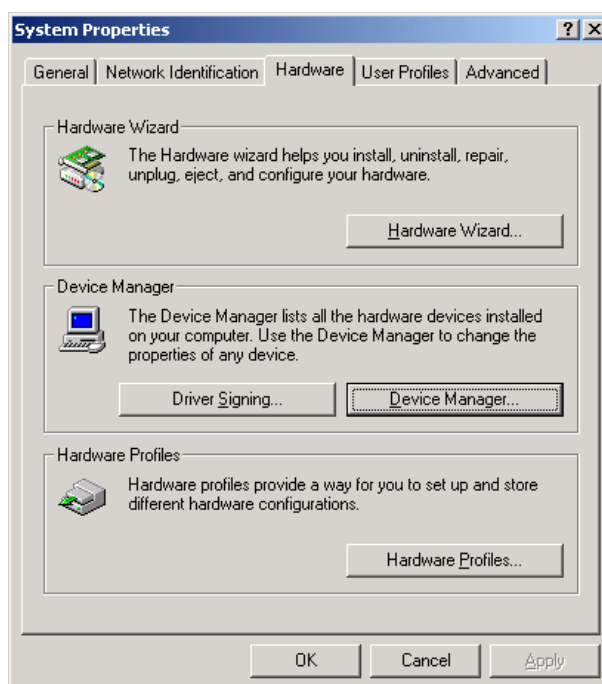 System Properties
General
Network Identification
Hardware
User Profiles
Advanced
Hardware Wizard
The Hardware wizard helps you install, uninstall, repair,
unplug, eject, and configure your hardware.
Hardware Wizard...
Device Manager
The Device Manager lists all the hardware devices installed
on your computer. Use the Device Manager to change the
properties of any device.
Driver Signing...
Device Manager...
Hardware Profiles
Hardware profiles provide a way for you to set up and store
different hardware configurations.
Hardware Profiles...
OK
Cancel
Apply